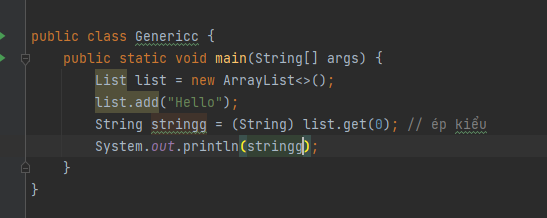 public class Genericc {
public static void main(String[] args) {
List list = new ArrayList<>();
list.add("Hello");
String stringg = (String) list.get(0); // ép kiểu
System.out.println(stringg);
}
}